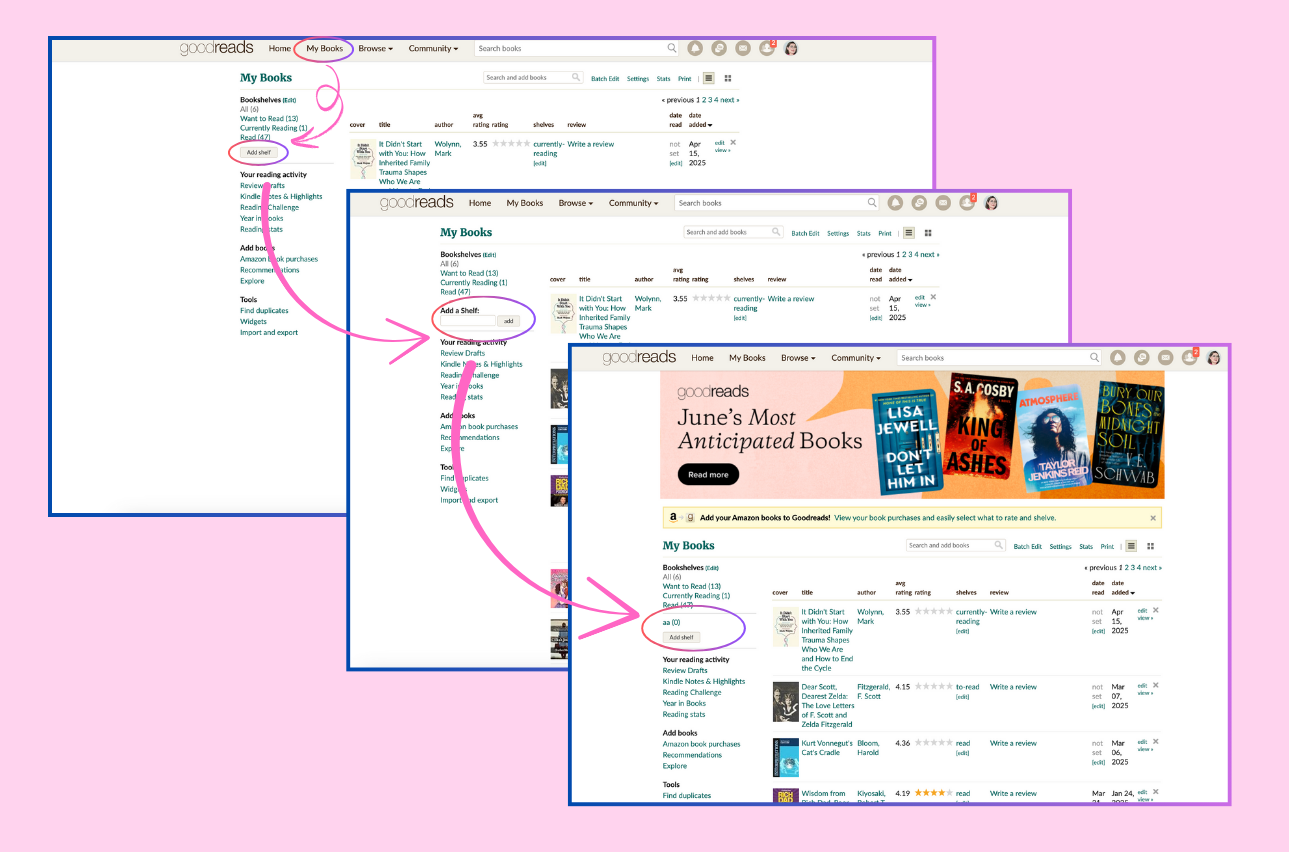 goodreads Home My Books Browse Community Search books 2
My Books Search and add books Batch Edit Settings Stats Print |
Bookshelves (Edit) « previous 1 2 3 4 next »
All (6)
Want to Read (13)
Currently Reading (1)
Read (47)
Add shelf
cover title author avg rating rating shelves review date read date added
It Didn't Start Wolynn, 3.55 currently- Write a review not Apr edit
with You: How Mark reading set 15, view »
Inherited Family [edit] [edit] 2025
Trauma Shapes
Who We Are
Your reading activity
Review Drafts
Kindle Notes & Highlights
Reading Challenge
Year in Books
Reading stats
Add books
Amazon book purchases
Recommendations
Explore
Tools
Find duplicates
Widgets
Import and export
goodreads Home My Books Browse Community Search books 2
My Books Search and add books Batch Edit Settings Stats Print |
Bookshelves (Edit) « previous 1 2 3 4 next »
All (6)
Want to Read (13)
Currently Reading (1)
Read (47)
Add a Shelf:
add
cover title author avg rating rating shelves review date read date added
It Didn't Start Wolynn, 3.55 currently- Write a review not Apr edit
with You: How Mark reading set 15, view »
Inherited Family [edit] [edit] 2025
Trauma Shapes
Who We Are
Your reading activity
Review Drafts
Kindle Notes & Highlights
Reading Challenge
Year in Books
Reading stats
Add books
Amazon book purchases
Recommendations
Explore
Tools
Find duplicates
Widgets
Import and export
RICH
DAD
goodreads Home My Books Browse Community Search books 2
goodreads
June's Most
Anticipated Books
Read more
LISA
JEWELL
DON'T
LET
HIM IN
S.A. COSBY
KING
OF
ASHES
ATMOSPHERE
TAYLOR
JENKINS REID
BURY OUR
BONES IN THE
MIDNIGHT
SOIL
V.E.
SCHWAB
a Add your Amazon books to Goodreads! View your book purchases and easily select what to rate and shelve.
My Books Search and add books Batch Edit Settings Stats Print |
Bookshelves (Edit) « previous 1 2 3 4 next »
All (6)
Want to Read (13)
Currently Reading (1)
Read (47)
aa (0)
Add shelf
Your reading activity
Review Drafts
Kindle Notes & Highlights
Reading Challenge
Year in Books
Reading stats
Add books
Amazon book purchases
Recommendations
Explore
Tools
Find duplicates
cover title author avg rating rating shelves review date read date added
It Didn't Start Wolynn, 3.55 currently- Write a review not Apr edit
with You: How Mark reading set 15, view »
Inherited Family [edit] [edit] 2025
Trauma Shapes
Who We Are
and How to End
the Cycle
Dear Scott, Fitzgerald, 4.15 to-read Write a review not Mar edit
Dearest Zelda: F. Scott [edit] set 07, view »
The Love Letters [edit] 2025
of F. Scott and
Zelda Fitzgerald
Kurt Vonnegut's Bloom, 4.36 read Write a review not Mar edit
Cat's Cradle Harold [edit] set 06, view »
[edit] 2025
RICH Wisdom from Kiyosaki, 4.19 read Write a review Mar Jan 24, edit